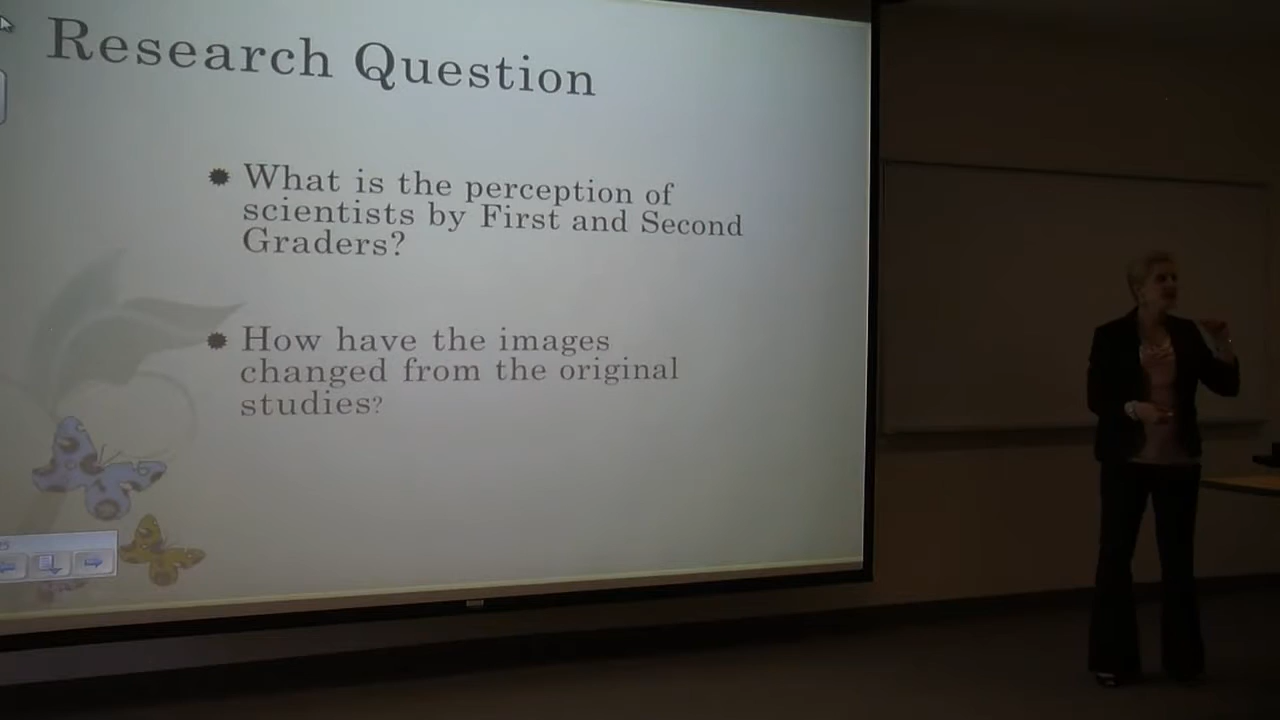 Research Question
What is the perception of
scientists by First and Second
Graders?
How have the images
changed from the original
studies?